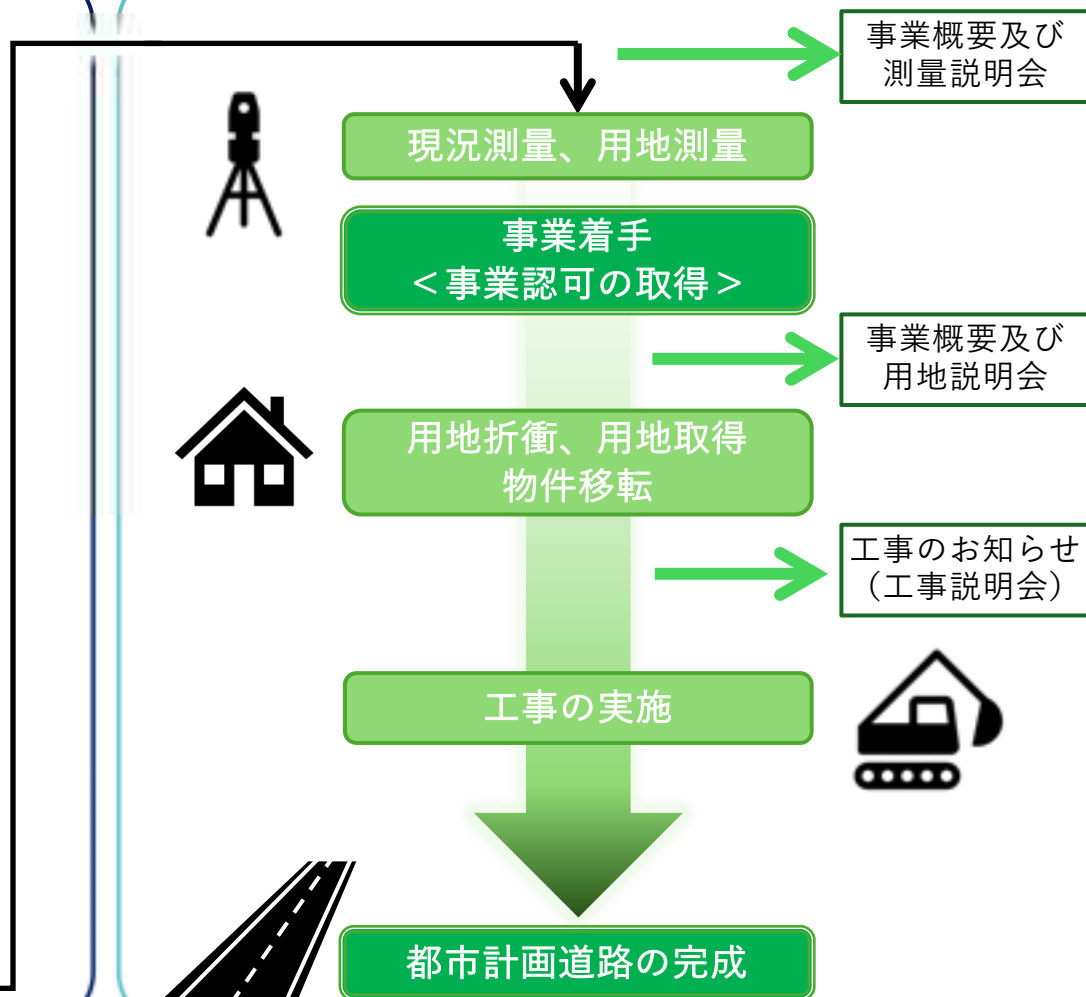 事業概要及び
測量説明会
現況測量、用地測量
事業着手
＜事業認可の取得＞
事業概要及び
用地説明会
用地折衝、用地取得
物件移転
工事のお知らせ
（工事説明会）
工事の実施
都市計画道路の完成